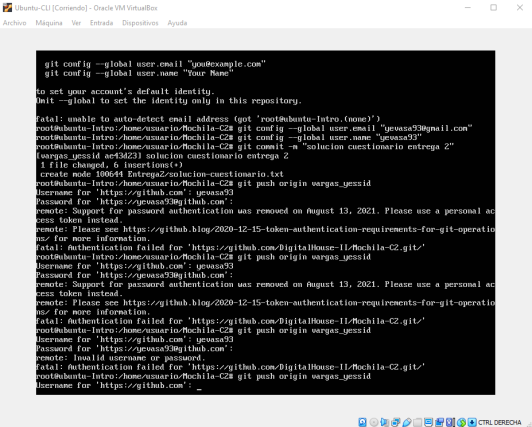 Ubuntu-CLI [Corriendo] - Oracle VM VirtualBox
Archivo Máquina Ver Entrada Dispositivos Ayuda
git config --global user.email "you@example.com"
git config --global user.name "Your Name"
to set your account's default identity.
Omit --global to set the identity only in this repository.
fatal: unable to auto-detect email address (got 'root@ubuntu-Intro.(none)')
root@ubuntu-Intro:/home/usuario/Mochila-C2# git config --global user.email "yevasa93@gmail.com"
root@ubuntu-Intro:/home/usuario/Mochila-C2# git config --global user.name "yevasa93"
root@ubuntu-Intro:/home/usuario/Mochila-C2# git commit -m "solucion cuestionario entrega 2"
[vargas_yessid ae43d23] solucion cuestionario entrega 2
1 file changed, 6 insertions(+)
create mode 100644 Entrega2/solucion-cuestionario.txt
root@ubuntu-Intro:/home/usuario/Mochila-C2# git push origin vargas_yessid
Username for 'https://github.com': yevasa93
Password for 'https://yevasa93@github.com':
remote: Support for password authentication was removed on August 13, 2021. Please use a personal ac
cess token instead.
remote: Please see https://github.blog/2020-12-15-token-authentication-requirements-for-git-operatio
ns/ for more information.
fatal: Authentication failed for 'https://github.com/DigitalHouse-II/Mochila-C2.git/'
root@ubuntu-Intro:/home/usuario/Mochila-C2# git push origin vargas_yessid
Username for 'https://github.com': yevasa93
Password for 'https://yevasa93@github.com':
remote: Support for password authentication was removed on August 13, 2021. Please use a personal ac
cess token instead.
remote: Please see https://github.blog/2020-12-15-token-authentication-requirements-for-git-operatio
ns/ for more information.
fatal: Authentication failed for 'https://github.com/DigitalHouse-II/Mochila-C2.git/'
root@ubuntu-Intro:/home/usuario/Mochila-C2# git push origin vargas_yessid
Username for 'https://github.com': yevasa93
Password for 'https://yevasa93@github.com':
remote: Invalid username or password.
fatal: Authentication failed for 'https://github.com/DigitalHouse-II/Mochila-C2.git/'
root@ubuntu-Intro:/home/usuario/Mochila-C2# git push origin vargas_yessid
Username for 'https://github.com': _
CTRL DERECHA